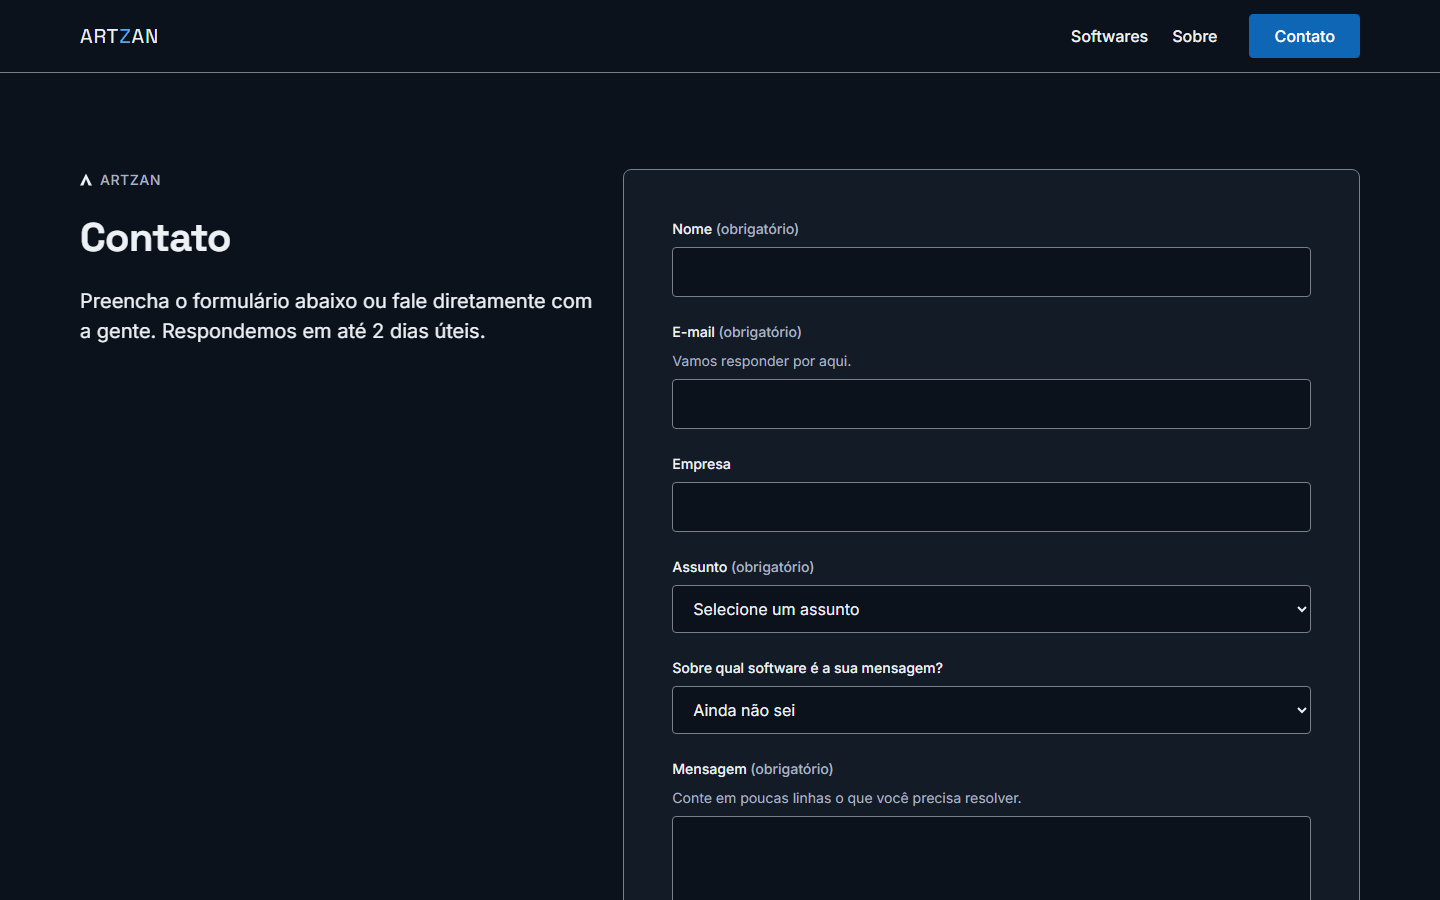 ARTZAN
Softwares
Sobre
Contato
ARTZAN
Contato
Preencha o formulário abaixo ou fale diretamente com
a gente. Respondemos em até 2 dias úteis.
Nome (obrigatório)
E-mail (obrigatório)
Vamos responder por aqui.
Empresa
Assunto (obrigatório)
Selecione um assunto
Sobre qual software é a sua mensagem?
Ainda não sei
Mensagem (obrigatório)
Conte em poucas linhas o que você precisa resolver.